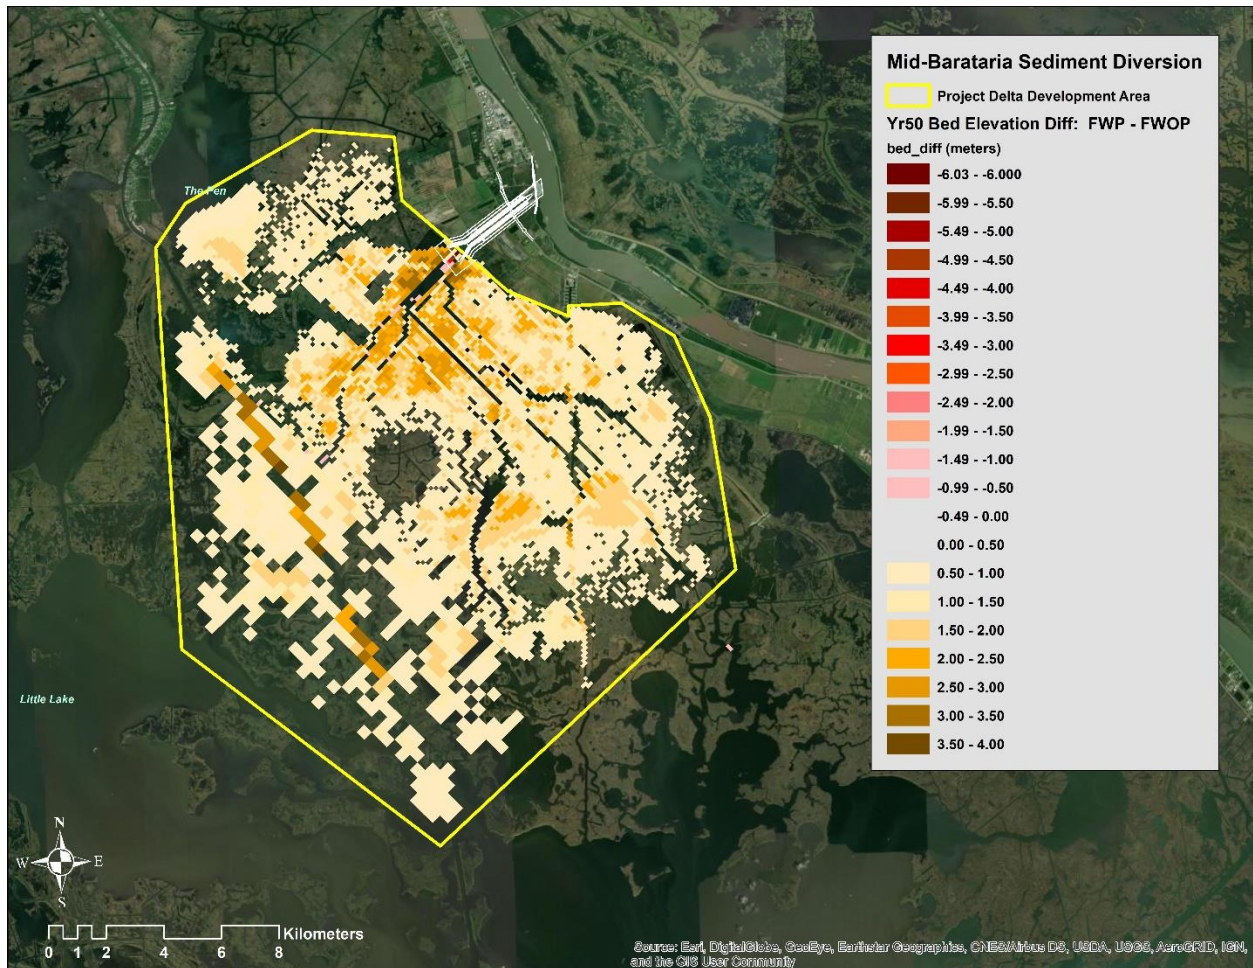 Mid-Barataria Sediment Diversion
Project Delta Development Area
Yr50 Bed Elevation Diff: FWP - FWOP
bed_diff (meters)
-6.03 - -6.000
-5.99 - -5.50
-5.49 - -5.00
-4.99 - -4.50
-4.49 - -4.00
-3.99 - -3.50
-3.49 - -3.00
-2.99 - -2.50
-2.49 - -2.00
-1.99 - -1.50
-1.49 - -1.00
-0.99 - -0.50
-0.49 - 0.00
0.00 - 0.50
0.50 - 1.00
1.00 - 1.50
1.50 - 2.00
2.00 - 2.50
2.50 - 3.00
3.00 - 3.50
3.50 - 4.00
The Pen
Little Lake
N
W E
S
Kilometers
0 1 2 4 6 8
Source: Esri, DigitalGlobe, GeoEye, Earthstar Geographics, CNES/Airbus DS, USDA, USGS, AeroGRID, IGN,
and the GIS User Community